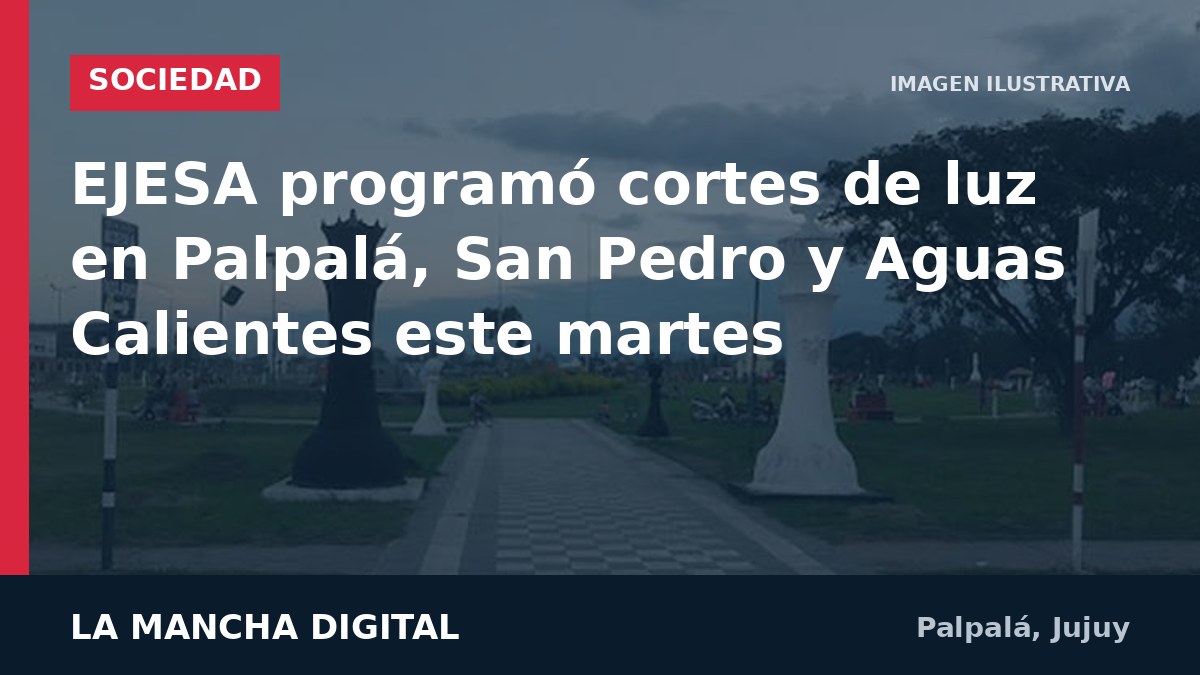 SOCIEDAD
IMAGEN ILUSTRATIVA
EJESA programó cortes de luz
en Palpalá, San Pedro y Aguas
Calientes este martes
LA MANCHA DIGITAL
Palpalá, Jujuy